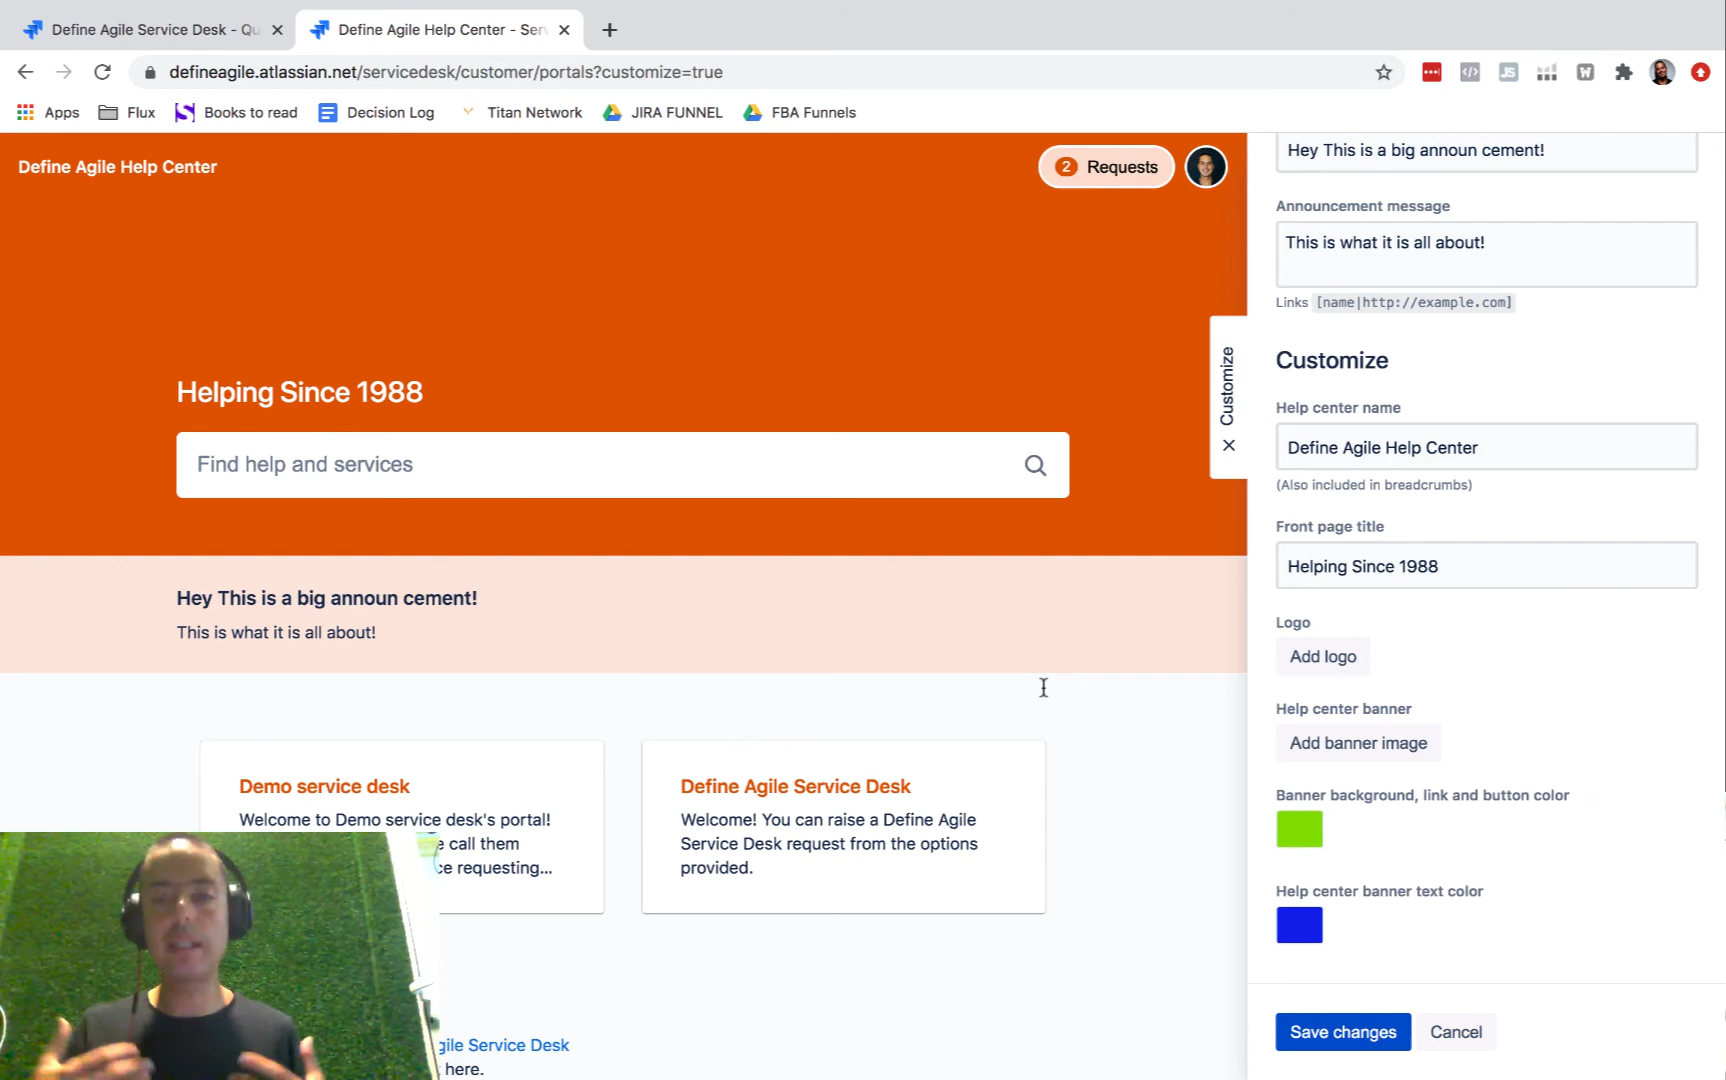 Define Agile Service Desk - Qu
Define Agile Help Center - Serv
defineagile.atlassian.net/servicedesk/customer/portals?customize=true
JS
W
Apps
Flux
Books to read
Decision Log
Titan Network
JIRA FUNNEL
FBA Funnels
Define Agile Help Center
2 Requests
Helping Since 1988
Find help and services
Hey This is a big announ cement!
This is what it is all about!
Demo service desk
Welcome to Demo service desk's portal!
call them
ce requesting...
Define Agile Service Desk
Welcome! You can raise a Define Agile
Service Desk request from the options
provided.
gile Service Desk
here.
Customize
Hey This is a big announ cement!
Announcement message
This is what it is all about!
Links [name|http://example.com]
Customize
Help center name
Define Agile Help Center
(Also included in breadcrumbs)
Front page title
Helping Since 1988
Logo
Add logo
Help center banner
Add banner image
Banner background, link and button color
Help center banner text color
Save changes
Cancel